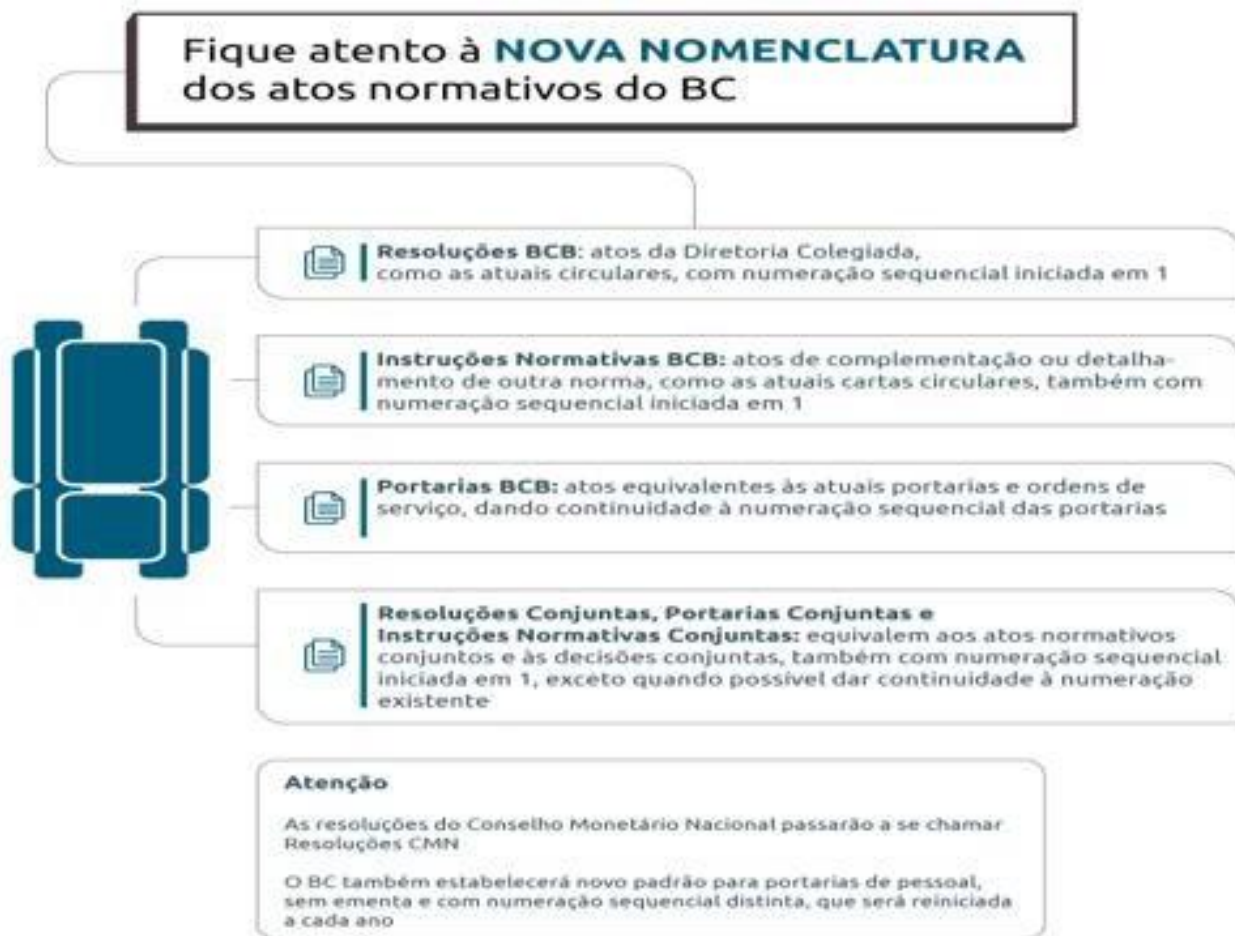 Fique atento à NOVA NOMENCLATURA
dos atos normativos do BC
Resoluções BCB: atos da Diretoria Colegiada,
como as atuais circulares, com numeração sequencial iniciada em 1
Instruções Normativas BCB: atos de complementação ou detalha-
mento de outra norma, como as atuais cartas circulares, também com
numeração sequencial iniciada em 1
Portarias BCB: atos equivalentes às atuais portarias e ordens de
serviço, dando continuidade à numeração sequencial das portarias
Resoluções Conjuntas, Portarias Conjuntas e
Instruções Normativas Conjuntas: equivalem aos atos normativos
conjuntos e às decisões conjuntas, também com numeração sequencial
iniciada em 1, exceto quando possível dar continuidade à numeração
existente
Atenção
As resoluções do Conselho Monetário Nacional passarão a se chamar
Resoluções CMN
O BC também estabelecerá novo padrão para portarias de pessoal,
sem ementa e com numeração sequencial distinta, que será reiniciada
a cada ano